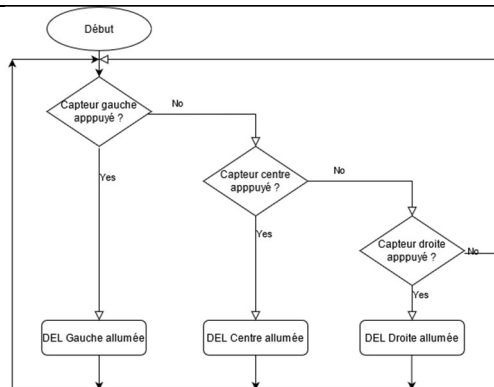 Début
Capteur gauche
apppuyé ?
No
Yes
Capteur centre
apppuyé ?
No
Yes
Capteur droite
apppuyé ?
No
Yes
DEL Gauche allumée
DEL Centre allumée
DEL Droite allumée